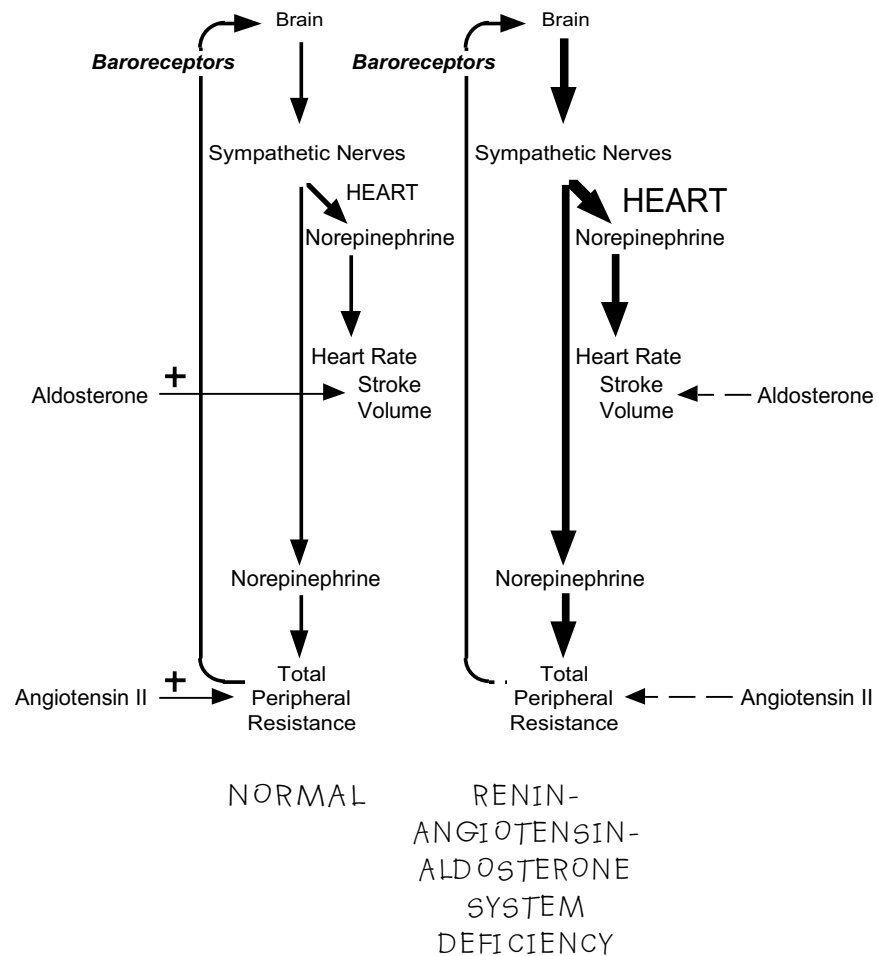 Brain
Baroreceptors
Sympathetic Nerves
HEART
Norepinephrine
Heart Rate
Stroke
Volume
+
Aldosterone
Norepinephrine
+
Angiotensin II
Total
Peripheral
Resistance
NORMAL
Brain
Baroreceptors
Sympathetic Nerves
HEART
Norepinephrine
Heart Rate
Stroke
Volume
Aldosterone
Norepinephrine
Total
Peripheral
Resistance
Angiotensin II
RENIN-
ANGIOTENSIN-
ALDOSTERONE
SYSTEM
DEFICIENCY